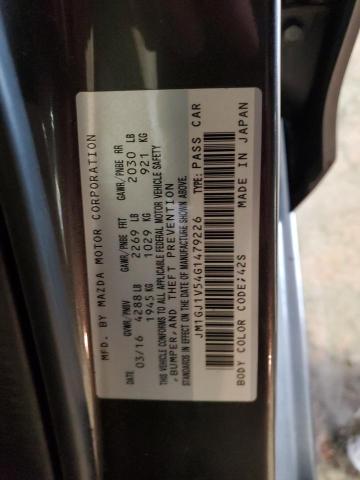 MFD. BY MAZDA MOTOR CORPORATION
DATE GVWR/PNBV GAWR/PNBE FRT GAWR/PNBE RR
03/16 4288 LB 2269 LB 2030 LB
1945 KG 1029 KG 921 KG
THIS VEHICLE CONFORMS TO ALL APPLICABLE FEDERAL MOTOR VEHICLE SAFETY
, BUMPER, AND THEFT PREVENTION
STANDARDS IN EFFECT ON THE DATE OF MANUFACTURE SHOWN ABOVE.
JM1GJ1V54G1479226 TYPE: PASS CAR
BODY COLOR CODE: 42S MADE IN JAPAN